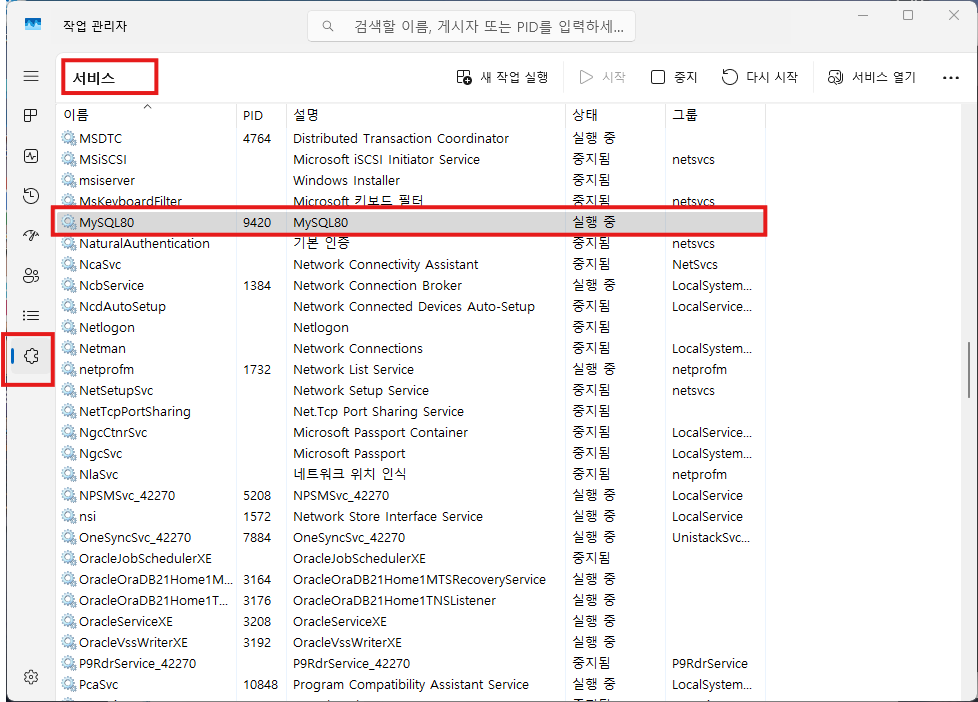 작업 관리자
검색할 이름, 게시자 또는 PID를 입력하세...
서비스
새 작업 실행 시작 중지 다시 시작 서비스 열기 ...
이름 PID 설명 상태 그룹
MSDTC 4764 Distributed Transaction Coordinator 실행 중
MSiSCSI Microsoft iSCSI Initiator Service 중지됨 netsvcs
msiserver Windows Installer 중지됨
MsKeyboardFilter Microsoft 키보드 필터 중지됨 netsvcs
MySQL80 9420 MySQL80 실행 중
NaturalAuthentication 기본 인증 중지됨 netsvcs
NcaSvc Network Connectivity Assistant 중지됨 NetSvcs
NcbService 1384 Network Connection Broker 실행 중 LocalSystem...
NcdAutoSetup Network Connected Devices Auto-Setup 중지됨 LocalService...
Netlogon Netlogon 중지됨
Netman Network Connections 중지됨 LocalSystem...
netprofm 1732 Network List Service 실행 중 netprofm
NetSetupSvc Network Setup Service 중지됨 netsvcs
NetTcpPortSharing Net.Tcp Port Sharing Service 중지됨
NgcCtnrSvc Microsoft Passport Container 중지됨 LocalService...
NgcSvc Microsoft Passport 중지됨 LocalSystem...
NlaSvc 네트워크 위치 인식 중지됨 netprofm
NPSMSvc_42270 5208 NPSMSvc_42270 실행 중 LocalService
nsi 1572 Network Store Interface Service 실행 중 LocalService
OneSyncSvc_42270 7884 OneSyncSvc_42270 실행 중 UnistackSvc...
OracleJobSchedulerXE OracleJobSchedulerXE 중지됨
OracleOraDB21Home1M... 3164 OracleOraDB21Home1MTSRecoveryService 실행 중
OracleOraDB21Home1T... 3176 OracleOraDB21Home1TNSListener 실행 중
OracleServiceXE 3208 OracleServiceXE 실행 중
OracleVssWriterXE 3192 OracleVssWriterXE 실행 중
P9RdrService_42270 P9RdrService_42270 중지됨 P9RdrService
PcaSvc 10848 Program Compatibility Assistant Service 실행 중 LocalSystem...